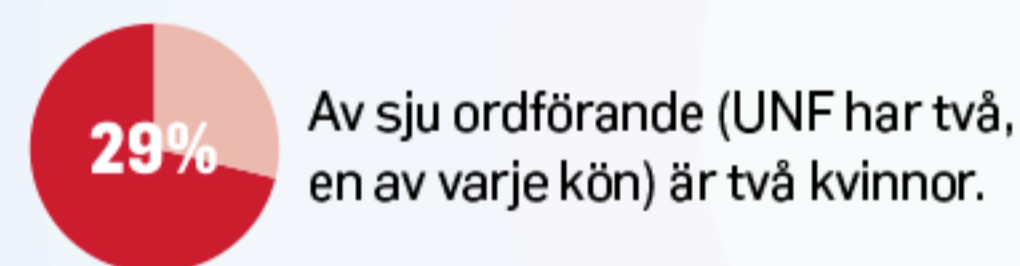 29%
Av sju ordförande (UNF har två,
en av varje kön) är två kvinnor.